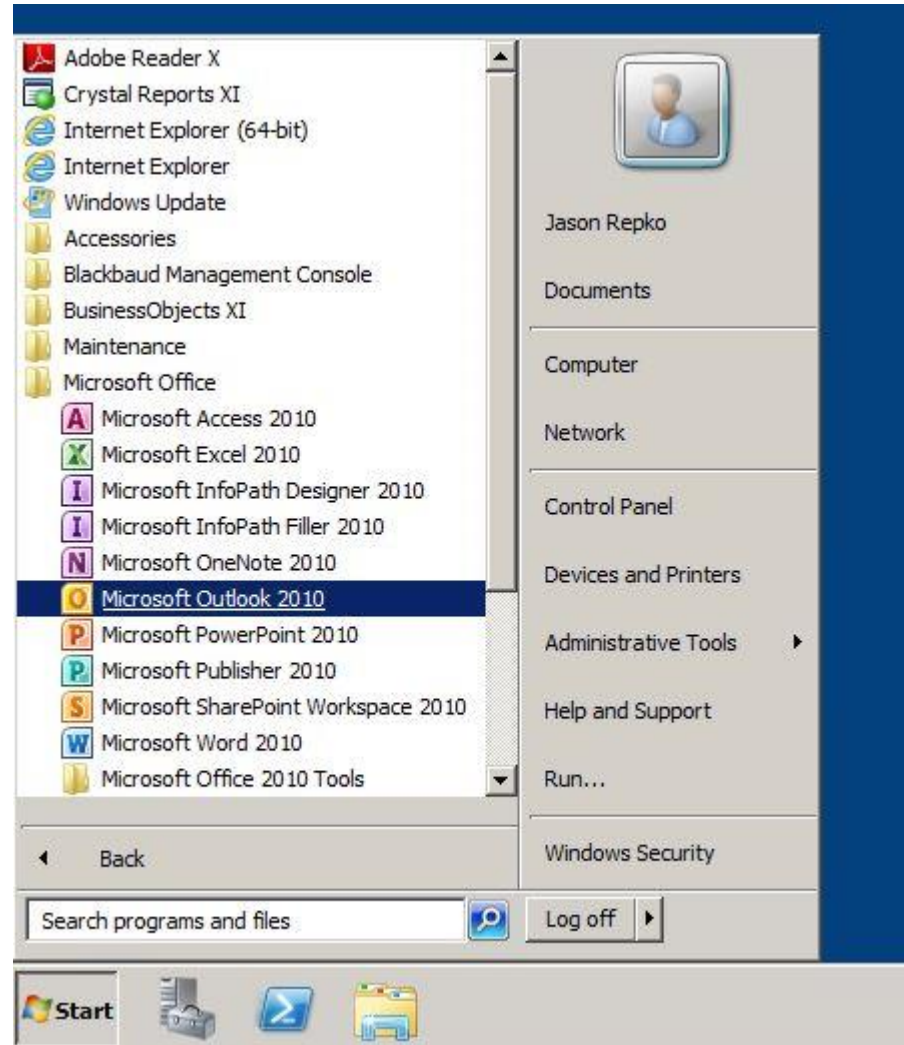 Adobe Reader X
Crystal Reports XI
Internet Explorer (64-bit)
Internet Explorer
Windows Update
Accessories
Blackbaud Management Console
BusinessObjects XI
Maintenance
Microsoft Office
Microsoft Access 2010
Microsoft Excel 2010
Microsoft InfoPath Designer 2010
Microsoft InfoPath Filler 2010
Microsoft OneNote 2010
Microsoft Outlook 2010
Microsoft PowerPoint 2010
Microsoft Publisher 2010
Microsoft SharePoint Workspace 2010
Microsoft Word 2010
Microsoft Office 2010 Tools
Back
Search programs and files
Jason Repko
Documents
Computer
Network
Control Panel
Devices and Printers
Administrative Tools
Help and Support
Run...
Windows Security
Log off
Start